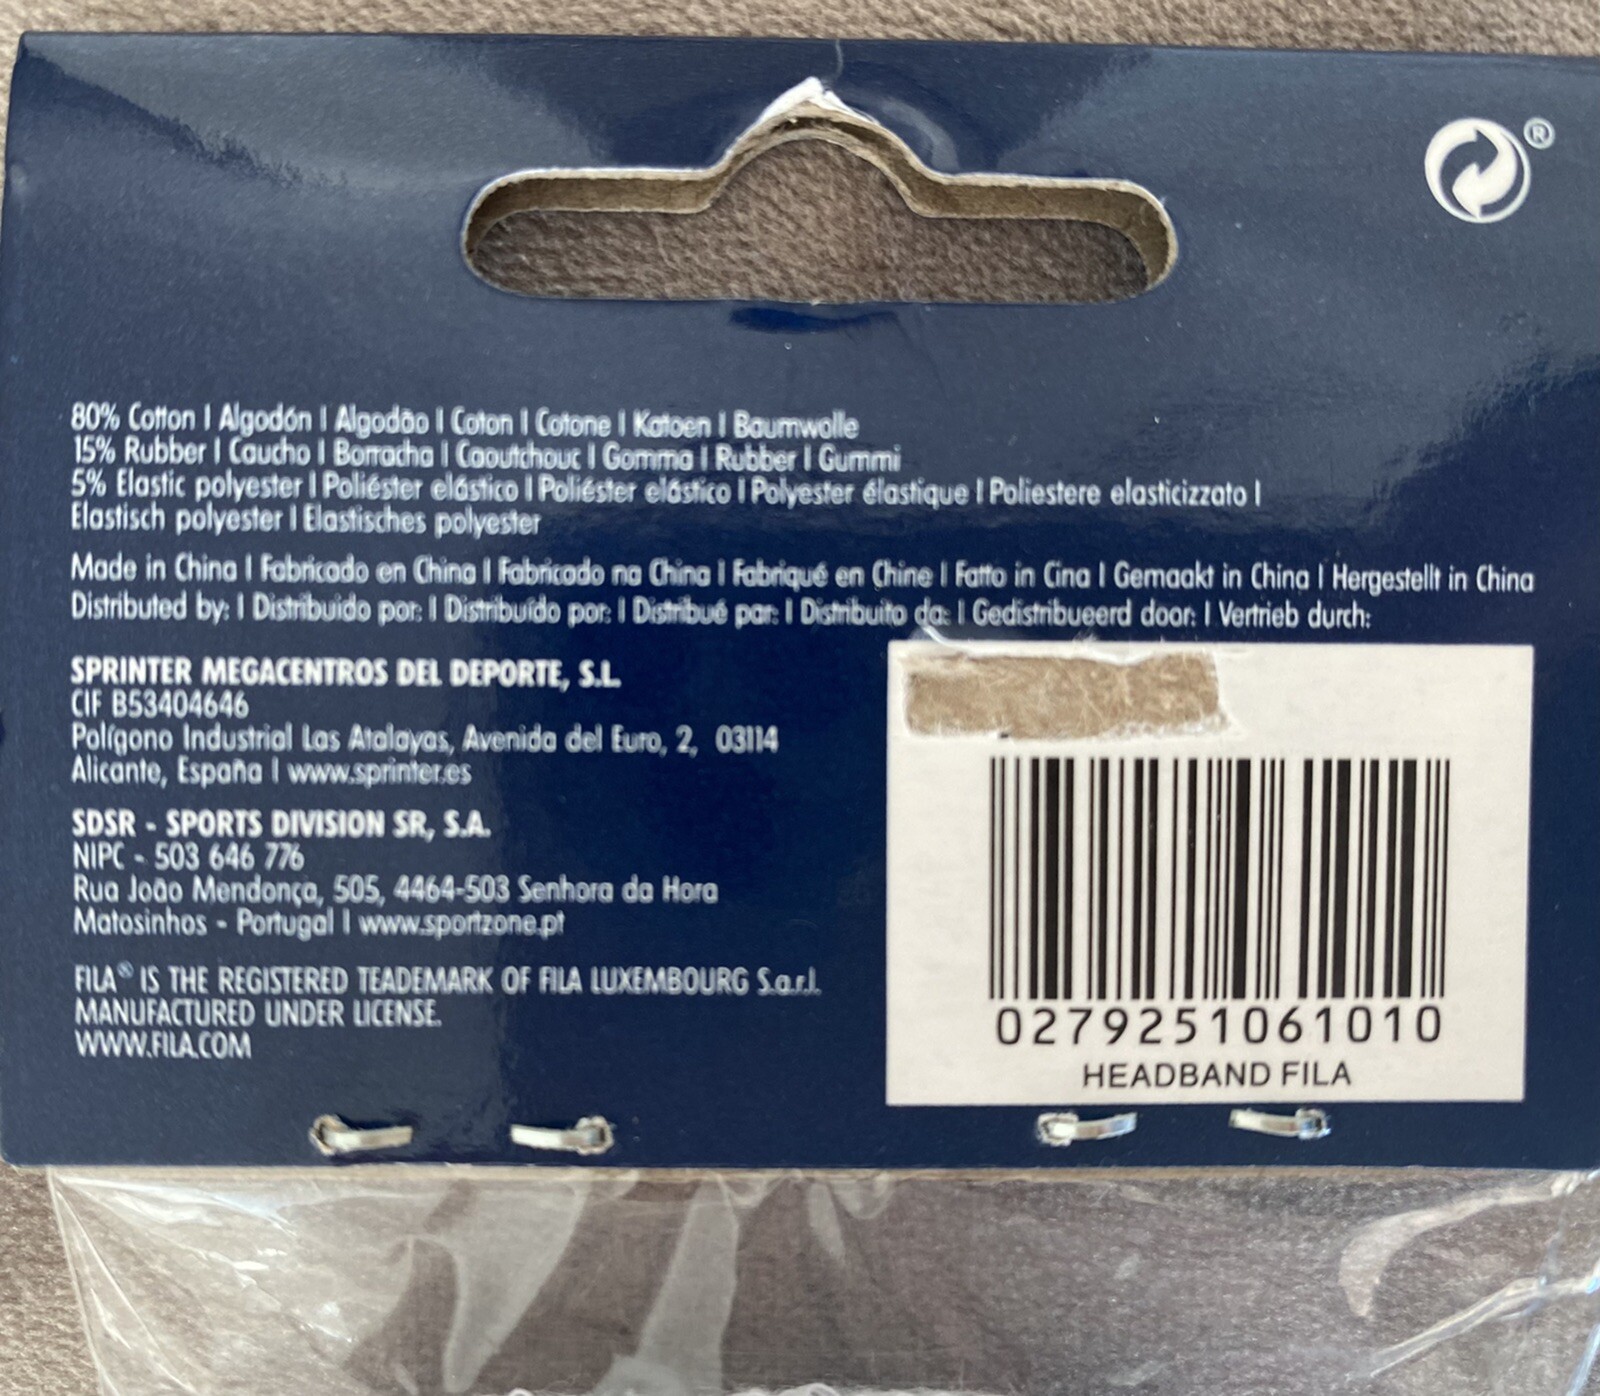 ®
80% Cotton | Algodón | Algodão | Coton | Cotone | Katoen | Baumwolle
15% Rubber | Caucho | Borracha | Caoutchouc | Gomma | Rubber | Gummi
5% Elastic polyester | Poliéster elástico | Poliéster elástico | Polyester élastique | Poliestere elasticizzato |
Elastisch polyester | Elastisches polyester
Made in China | Fabricado en China | Fabricado na China | Fabriqué en Chine | Fatto in Cina | Gemaakt in China | Hergestellt in China
Distributed by: | Distribuido por: | Distribuído por: | Distribué par: | Distribuito da: | Gedistribueerd door: | Vertrieb durch:
SPRINTER MEGACENTROS DEL DEPORTE, S.L.
CIF B53404646
Polígono Industrial Las Atalayas, Avenida del Euro, 2, 03114
Alicante, España | www.sprinter.es
SDSR - SPORTS DIVISION SR, S.A.
NIPC - 503 646 776
Rua João Mendonça, 505, 4464-503 Senhora da Hora
Matosinhos - Portugal | www.sportzone.pt
FILA® IS THE REGISTERED TEADEMARK OF FILA LUXEMBOURG S.a.r.l.
MANUFACTURED UNDER LICENSE.
WWW.FILA.COM
0279251061010
HEADBAND FILA